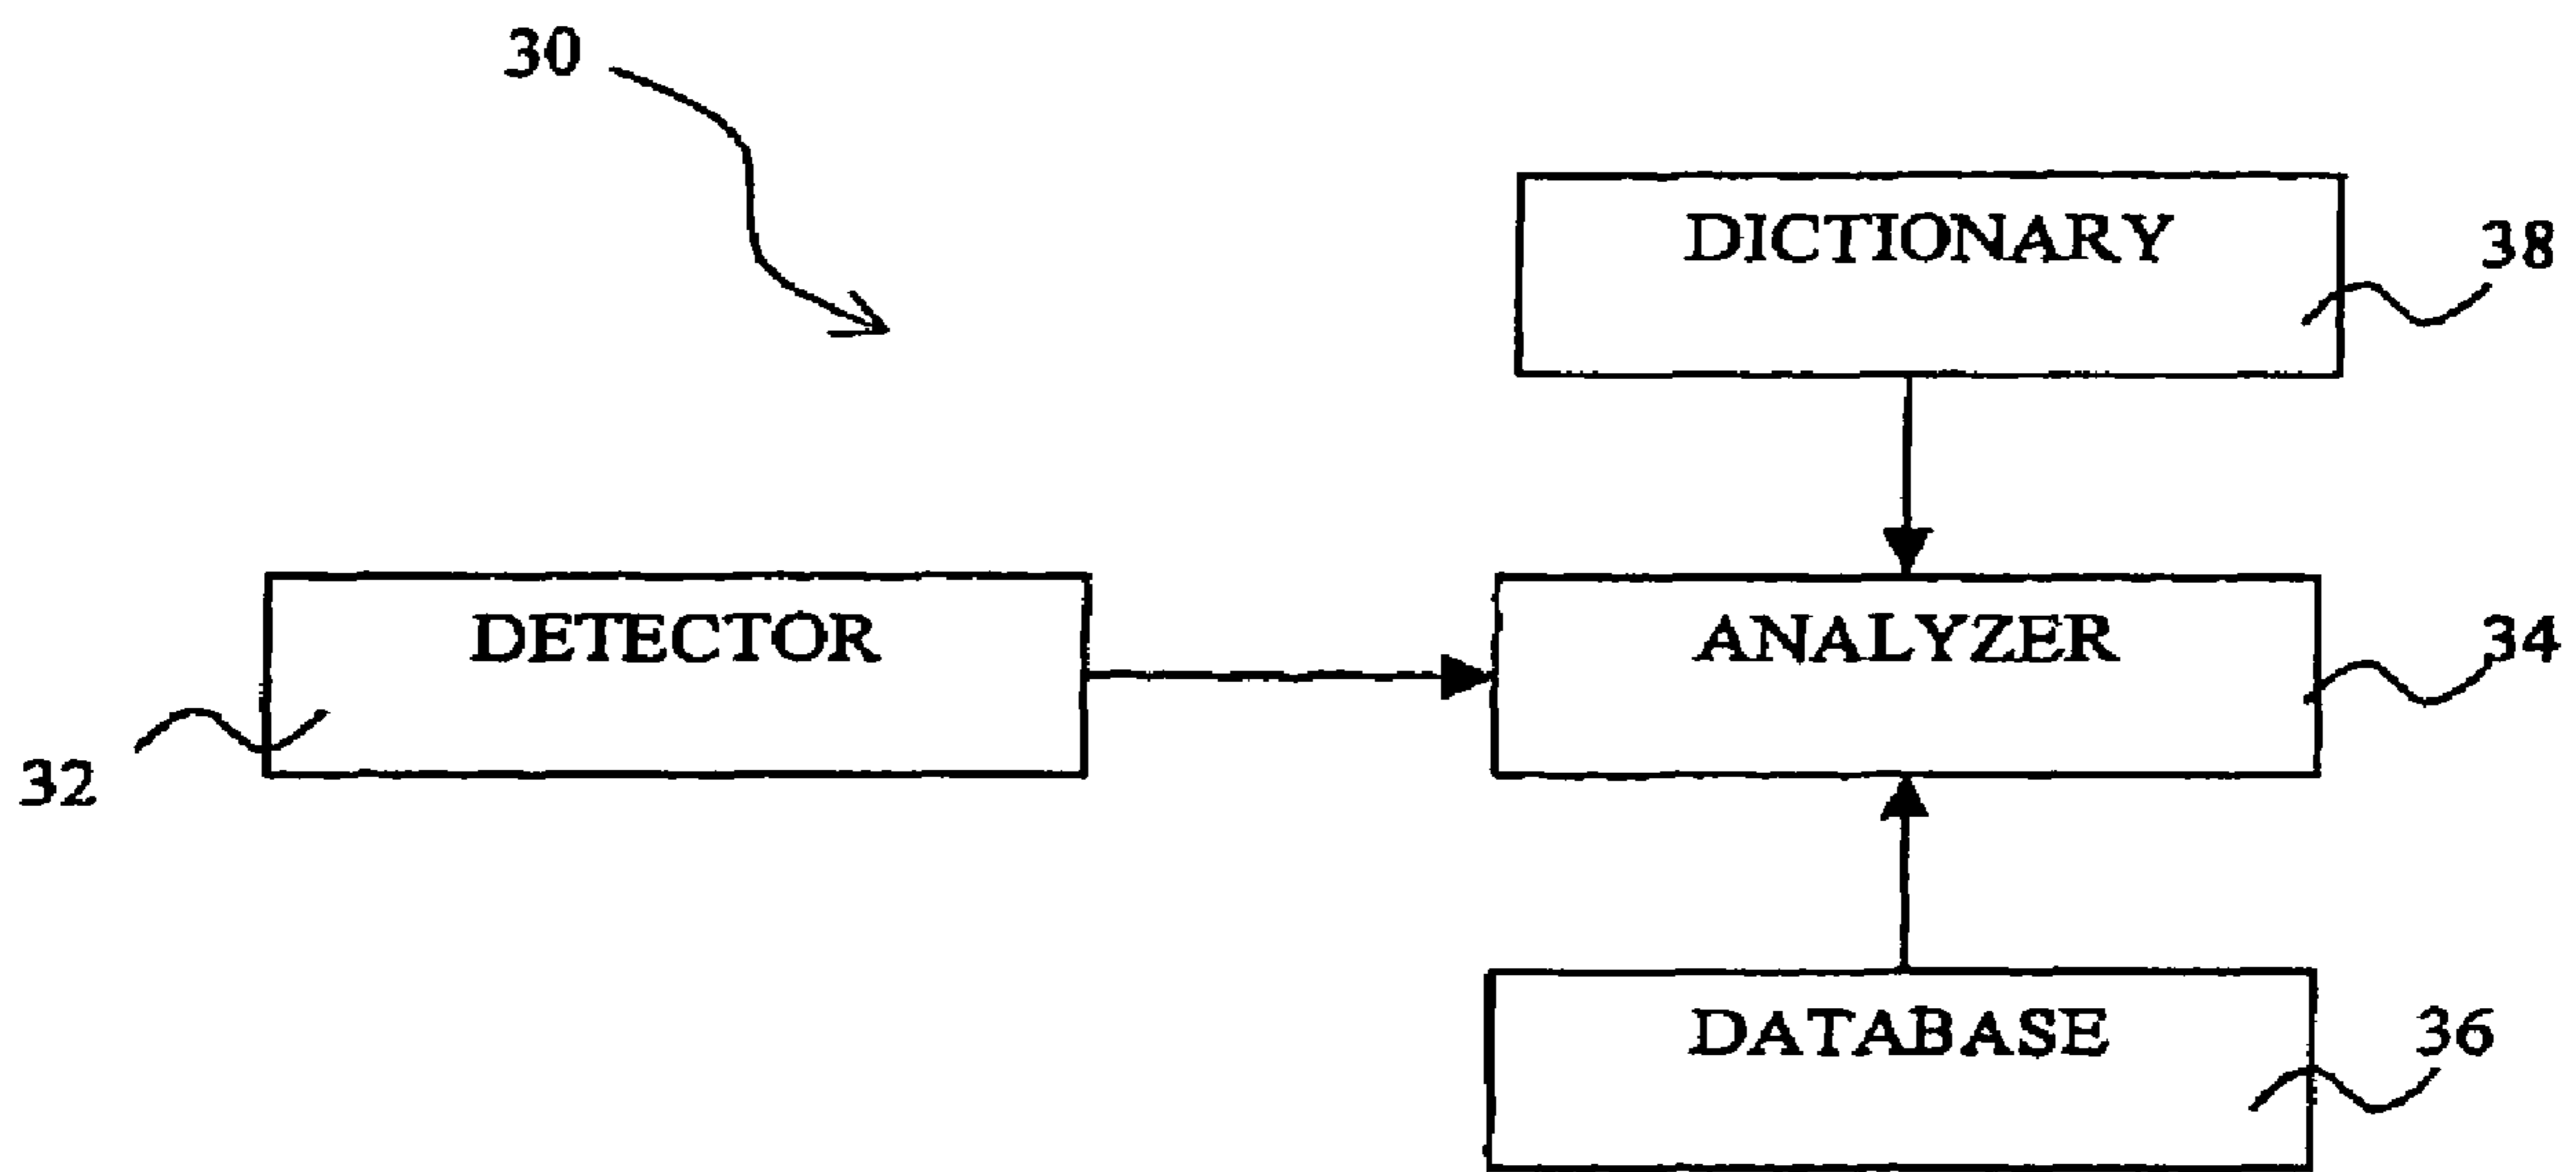 30
DICTIONARY
38
DETECTOR
ANALYZER
34
32
DATABASE
36